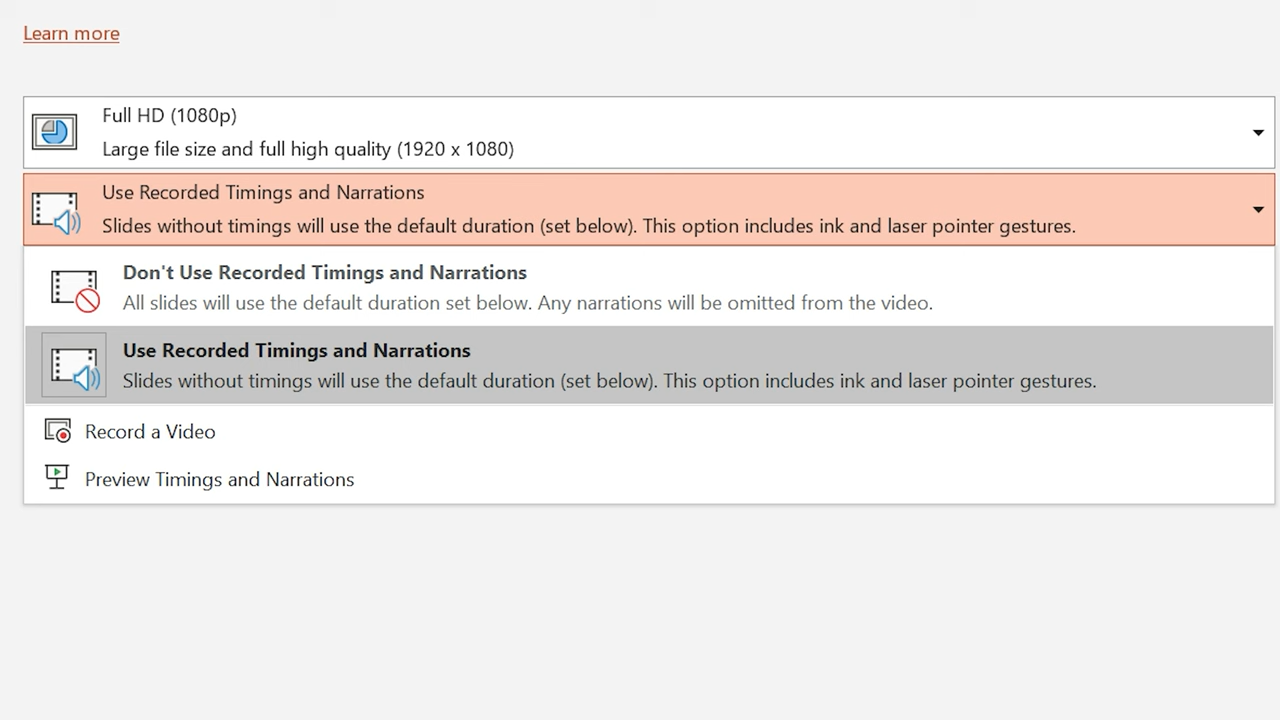 Learn more
Full HD (1080p)
Large file size and full high quality (1920 x 1080)
Use Recorded Timings and Narrations
Slides without timings will use the default duration (set below). This option includes ink and laser pointer gestures.
Don't Use Recorded Timings and Narrations
All slides will use the default duration set below. Any narrations will be omitted from the video.
Use Recorded Timings and Narrations
Slides without timings will use the default duration (set below). This option includes ink and laser pointer gestures.
Record a Video
Preview Timings and Narrations